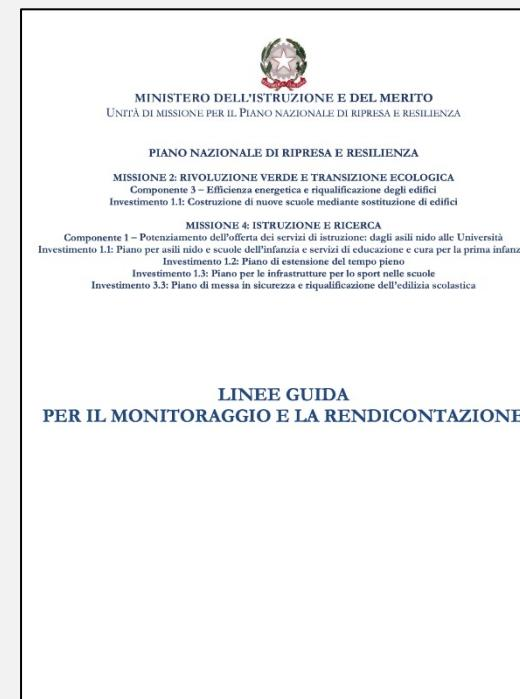 MINISTERO DELL'ISTRUZIONE E DEL MERITO
UNITÀ DI MISSIONE PER IL PIANO NAZIONALE DI RIPRESA E RESILIENZA
PIANO NAZIONALE DI RIPRESA E RESILIENZA
MISSIONE 2: RIVOLUZIONE VERDE E TRANSIZIONE ECOLOGICA
Componente 3 – Efficienza energetica e riqualificazione degli edifici
Investimento 1.1: Costruzione di nuove scuole mediante sostituzione di edifici
MISSIONE 4: ISTRUZIONE E RICERCA
Componente 1 – Potenziamento dell'offerta dei servizi di istruzione: dagli asili nido alle Università
Investimento 1.1: Piano per asili nido e scuole dell'infanzia e servizi di educazione e cura per la prima infanz
Investimento 1.2: Piano di estensione del tempo pieno
Investimento 1.3: Piano per le infrastrutture per lo sport nelle scuole
Investimento 3.3: Piano di messa in sicurezza e riqualificazione dell'edilizia scolastica
LINEE GUIDA
PER IL MONITORAGGIO E LA RENDICONTAZIONE